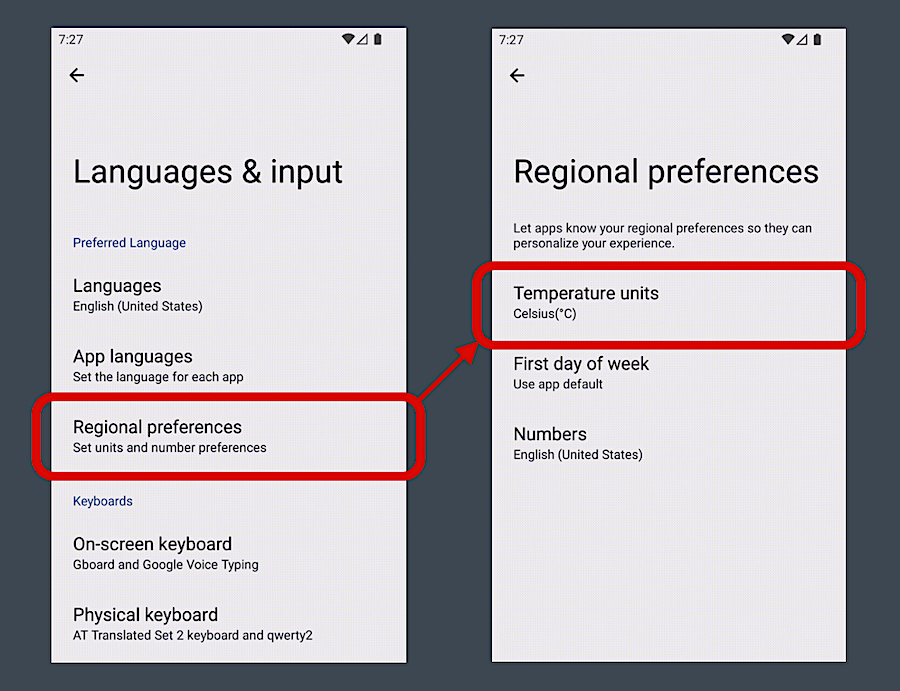 7:27
Languages & input
Preferred Language
Languages
English (United States)
App languages
Set the language for each app
Regional preferences
Set units and number preferences
Keyboards
On-screen keyboard
Gboard and Google Voice Typing
Physical keyboard
AT Translated Set 2 keyboard and qwerty2
7:27
Regional preferences
Let apps know your regional preferences so they can
personalize your experience.
Temperature units
Celsius(°C)
First day of week
Use app default
Numbers
English (United States)